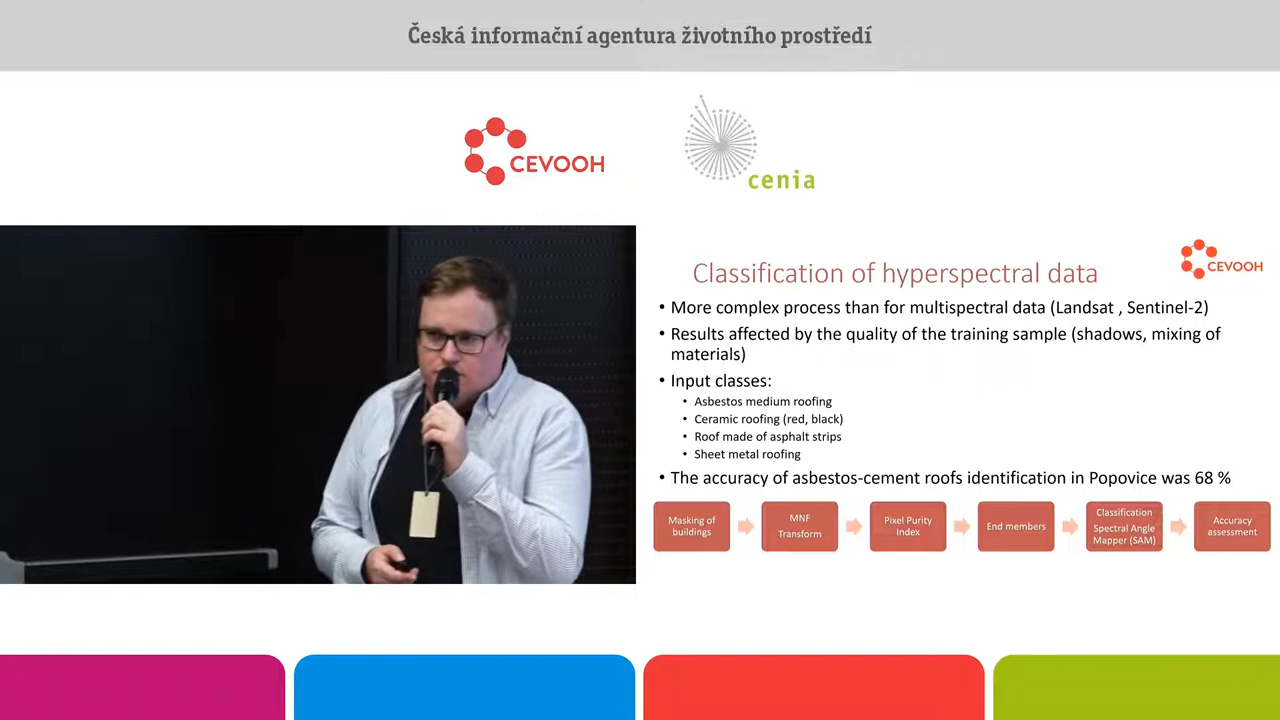 Česká informační agentura životního prostředí
CEVOOH
cenia
Classification of hyperspectral data
CEVOOH
• More complex process than for multispectral data (Landsat , Sentinel-2)
• Results affected by the quality of the training sample (shadows, mixing of
materials)
• Input classes:
• Asbestos medium roofing
• Ceramic roofing (red, black)
• Roof made of asphalt strips
• Sheet metal roofing
• The accuracy of asbestos-cement roofs identification in Popovice was 68 %
Masking of
buildings
MNF
Transform
Pixel Purity
Index
End members
Classification
Spectral Angle
Mapper (SAM)
Accuracy
assessment